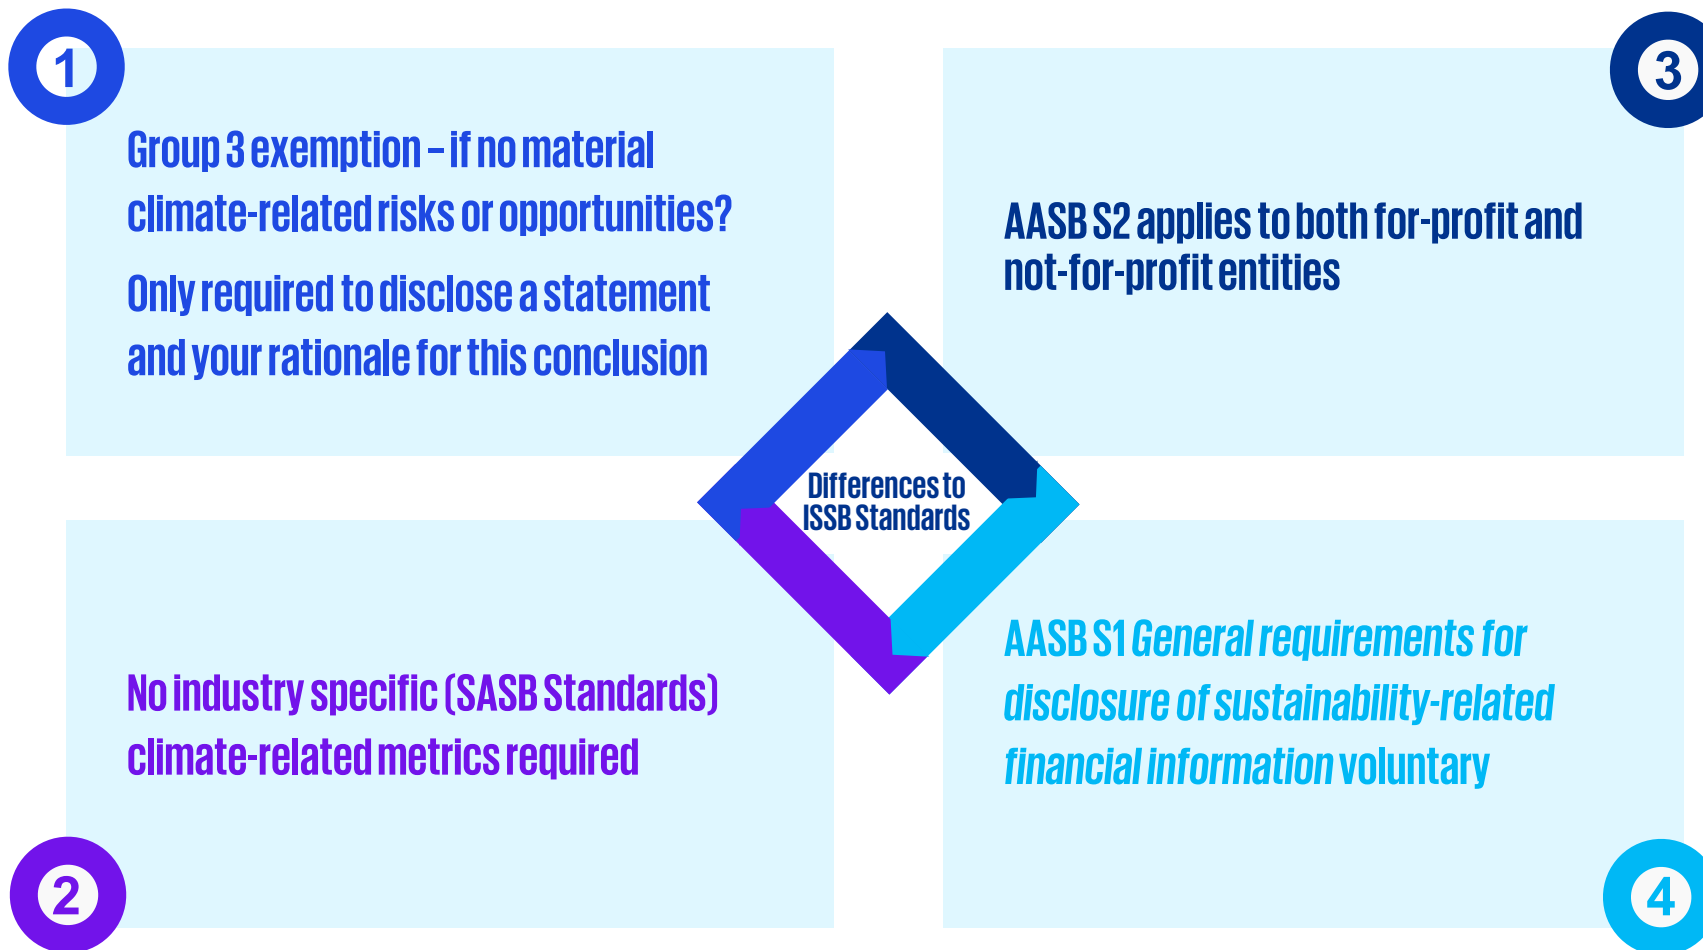 1
Group 3 exemption – if no material
climate-related risks or opportunities?
Only required to disclose a statement
and your rationale for this conclusion
2
No industry specific (SASB Standards)
climate-related metrics required
3
AASB S2 applies to both for-profit and
not-for-profit entities
4
AASB S1 General requirements for
disclosure of sustainability-related
financial information voluntary
Differences to
ISSB Standards